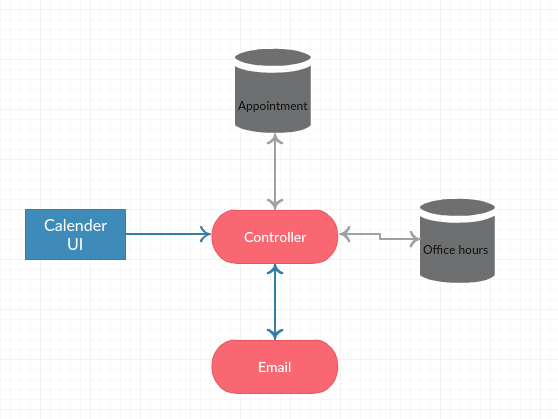 Appointment
Calender
UI
Controller
Office hours
Email